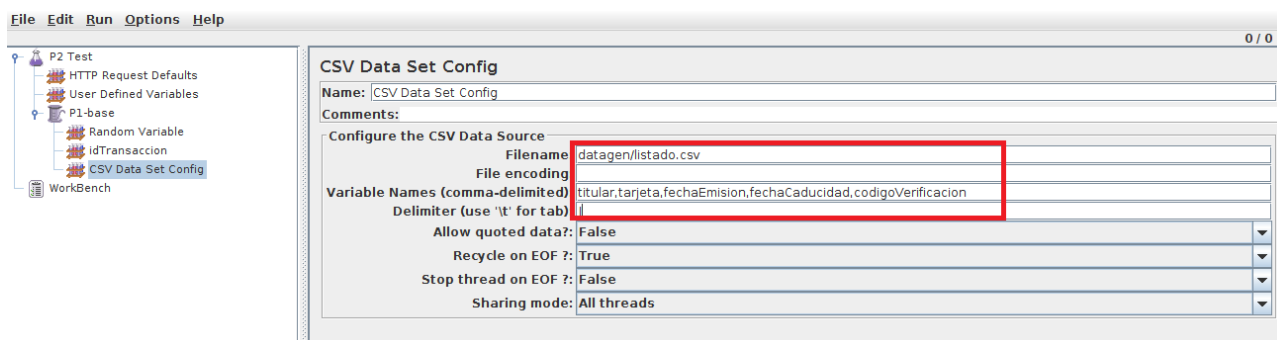 File Edit Run Options Help
0 / 0
P2 Test
HTTP Request Defaults
User Defined Variables
P1-base
Random Variable
idTransaccion
CSV Data Set Config
WorkBench
CSV Data Set Config
Name: CSV Data Set Config
Comments:
Configure the CSV Data Source
Filename: datagen/listado.csv
File encoding:
Variable Names (comma-delimited): titular,tarjeta,fechaEmision,fechaCaducidad,codigoVerificacion
Delimiter (use '\t' for tab):
Allow quoted data?: False
Recycle on EOF ?: True
Stop thread on EOF ?: False
Sharing mode: All threads